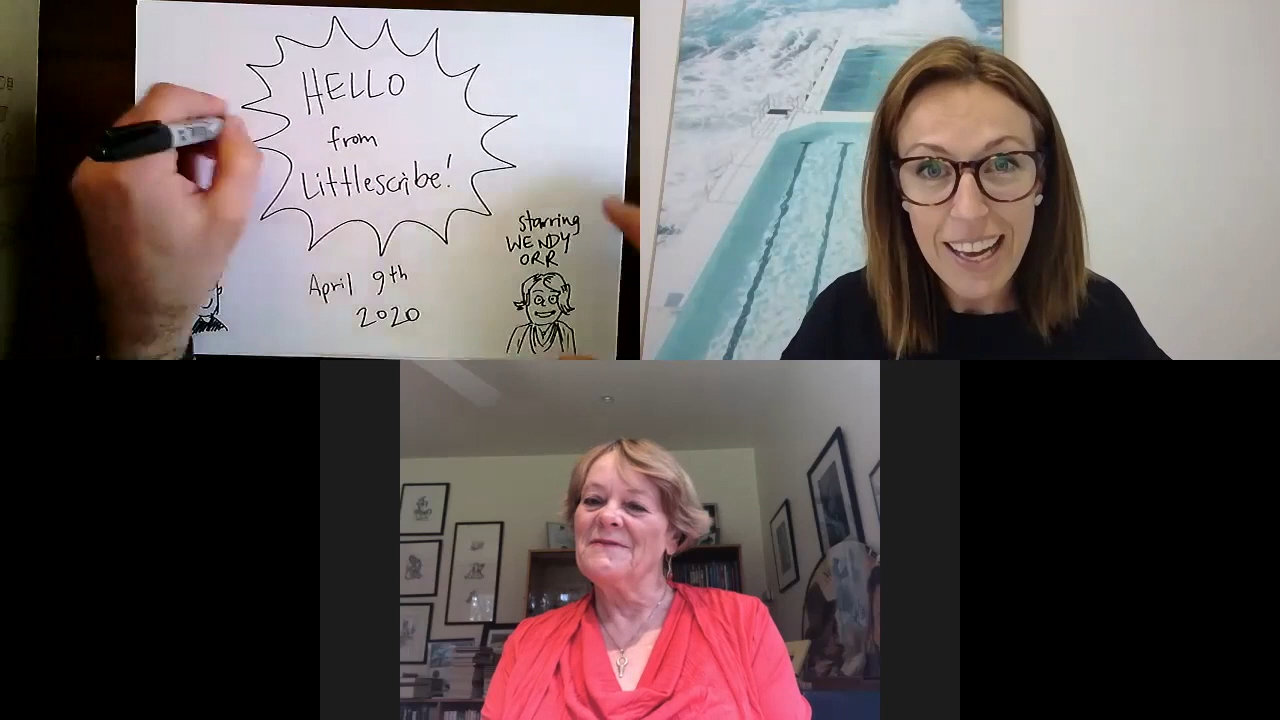 HELLO
from
Littlescribe!
starring
WENDY
ORR
April 9th
2020